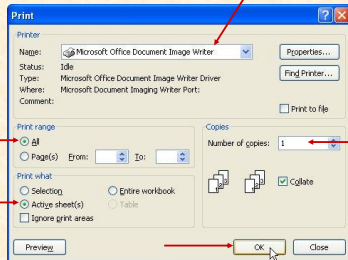 Print
Printer
Name: Microsoft Office Document Image Writer
Properties...
Status: Idle
Type: Microsoft Office Document Image Writer Driver
Find Printer...
Where: Microsoft Document Imaging Writer Port:
Comment:
Print to file
Print range
All
Page(s) From: To:
Copies
Number of copies: 1
Collate
Print what
Selection Entire workbook
Active sheet(s) Table
Ignore print areas
Preview OK Close